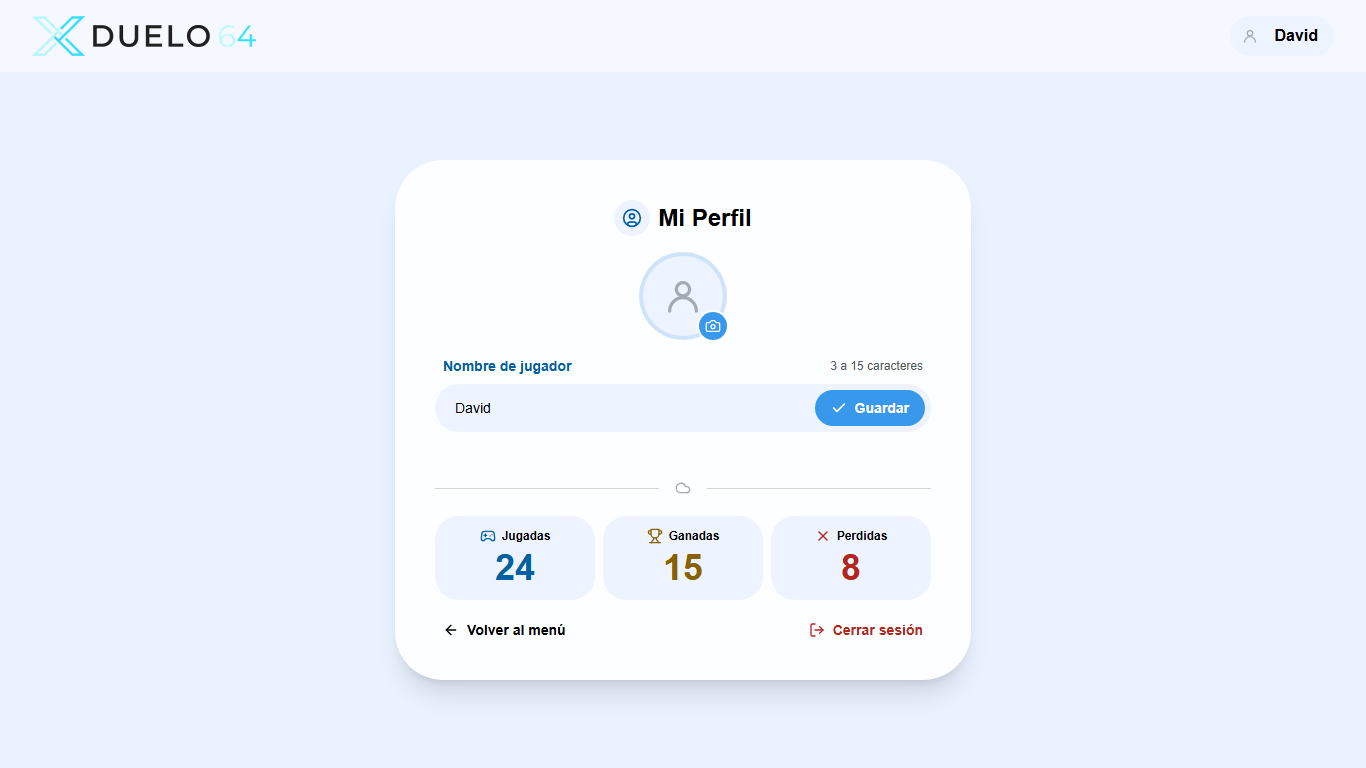 DUELO 64
David
Mi Perfil
Nombre de jugador
3 a 15 caracteres
David
Guardar
Jugadas
24
Ganadas
15
Perdidas
8
Volver al menú
Cerrar sesión